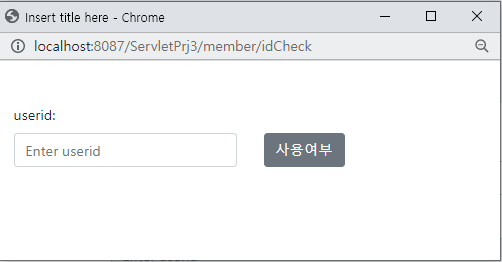 Insert title here - Chrome
localhost:8087/ServletPrj3/member/idCheck
userid:
Enter userid 사용여부